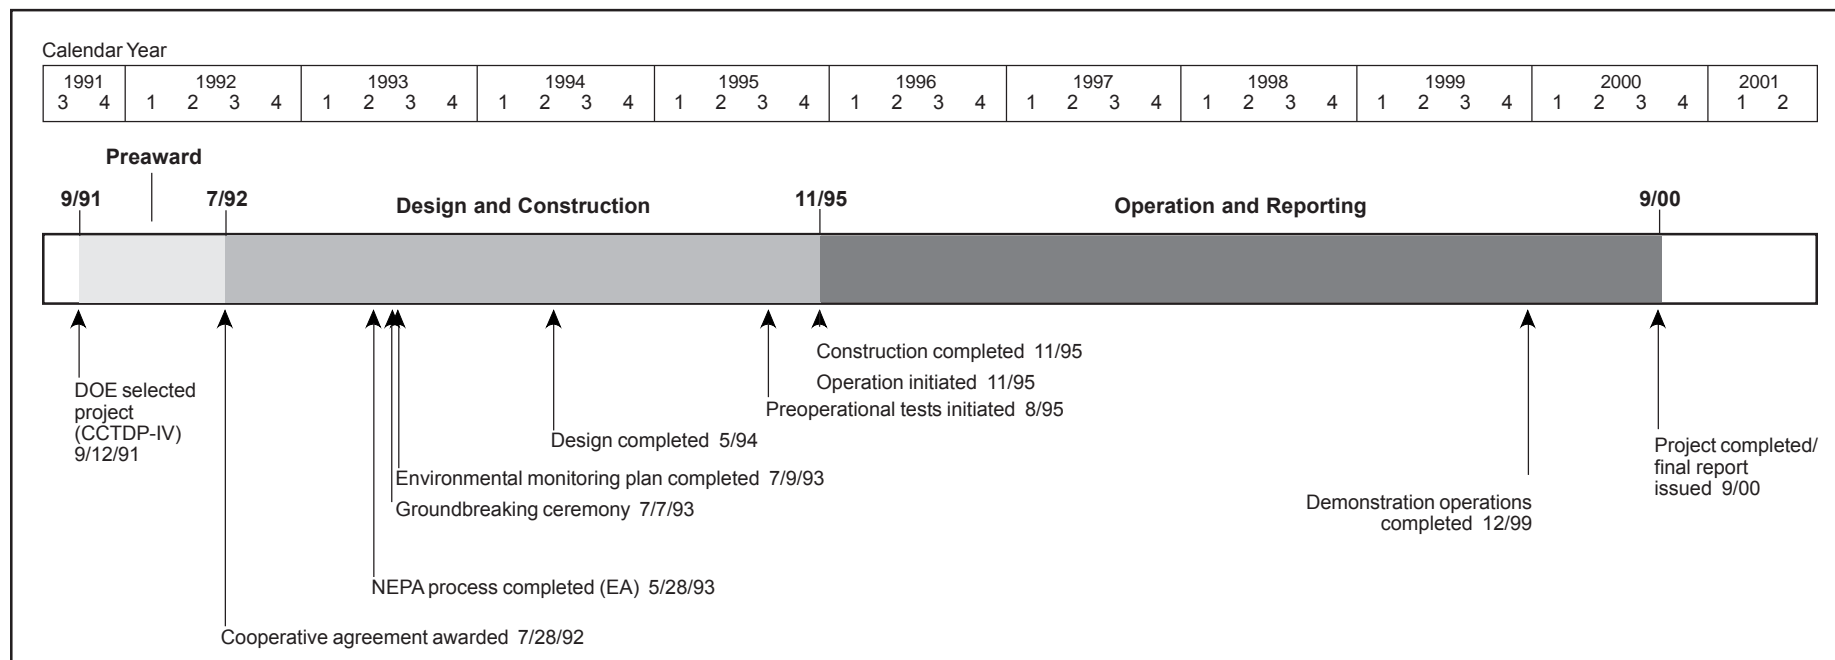 Calendar Year
1991 1992 1993 1994 1995 1996 1997 1998 1999 2000 2001
3 4 1 2 3 4 1 2 3 4 1 2 3 4 1 2 3 4 1 2 3 4 1 2 3 4 1 2 3 4 1 2 3 4 1 2 3 4 1 2
Preaward
9/91 7/92 Design and Construction 11/95 Operation and Reporting 9/00
Construction completed 11/95
Operation initiated 11/95
Preoperational tests initiated 8/95
DOE selected
project
(CCTDP-IV)
9/12/91
Design completed 5/94
Project completed/
final report
issued 9/00
Environmental monitoring plan completed 7/9/93
Groundbreaking ceremony 7/7/93
Demonstration operations
completed 12/99
NEPA process completed (EA) 5/28/93
Cooperative agreement awarded 7/28/92